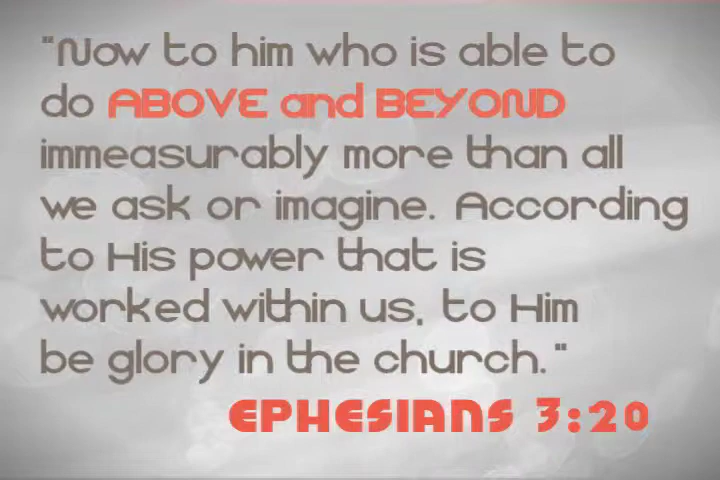 "Now to him who is able to
do ABOVE and BEYOND
immeasurably more than all
we ask or imagine. According
to His power that is
worked within us, to Him
be glory in the church."
EPHESIANS 3:20